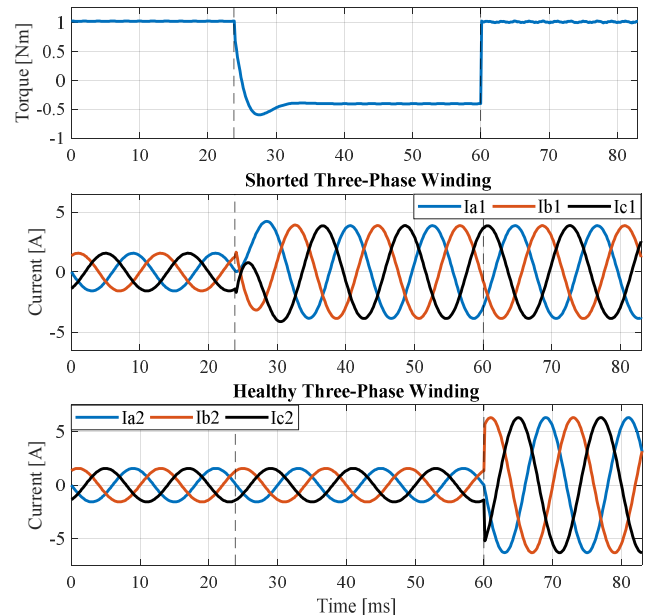 Torque [Nm]
1
0.5
0
-0.5
-1
0 10 20 30 40 50 60 70 80
Shorted Three-Phase Winding
Current [A]
5
0
-5
Ia1 Ib1 Ic1
0 10 20 30 40 50 60 70 80
Healthy Three-Phase Winding
Current [A]
5
0
-5
Ia2 Ib2 Ic2
0 10 20 30 40 50 60 70 80
Time [ms]